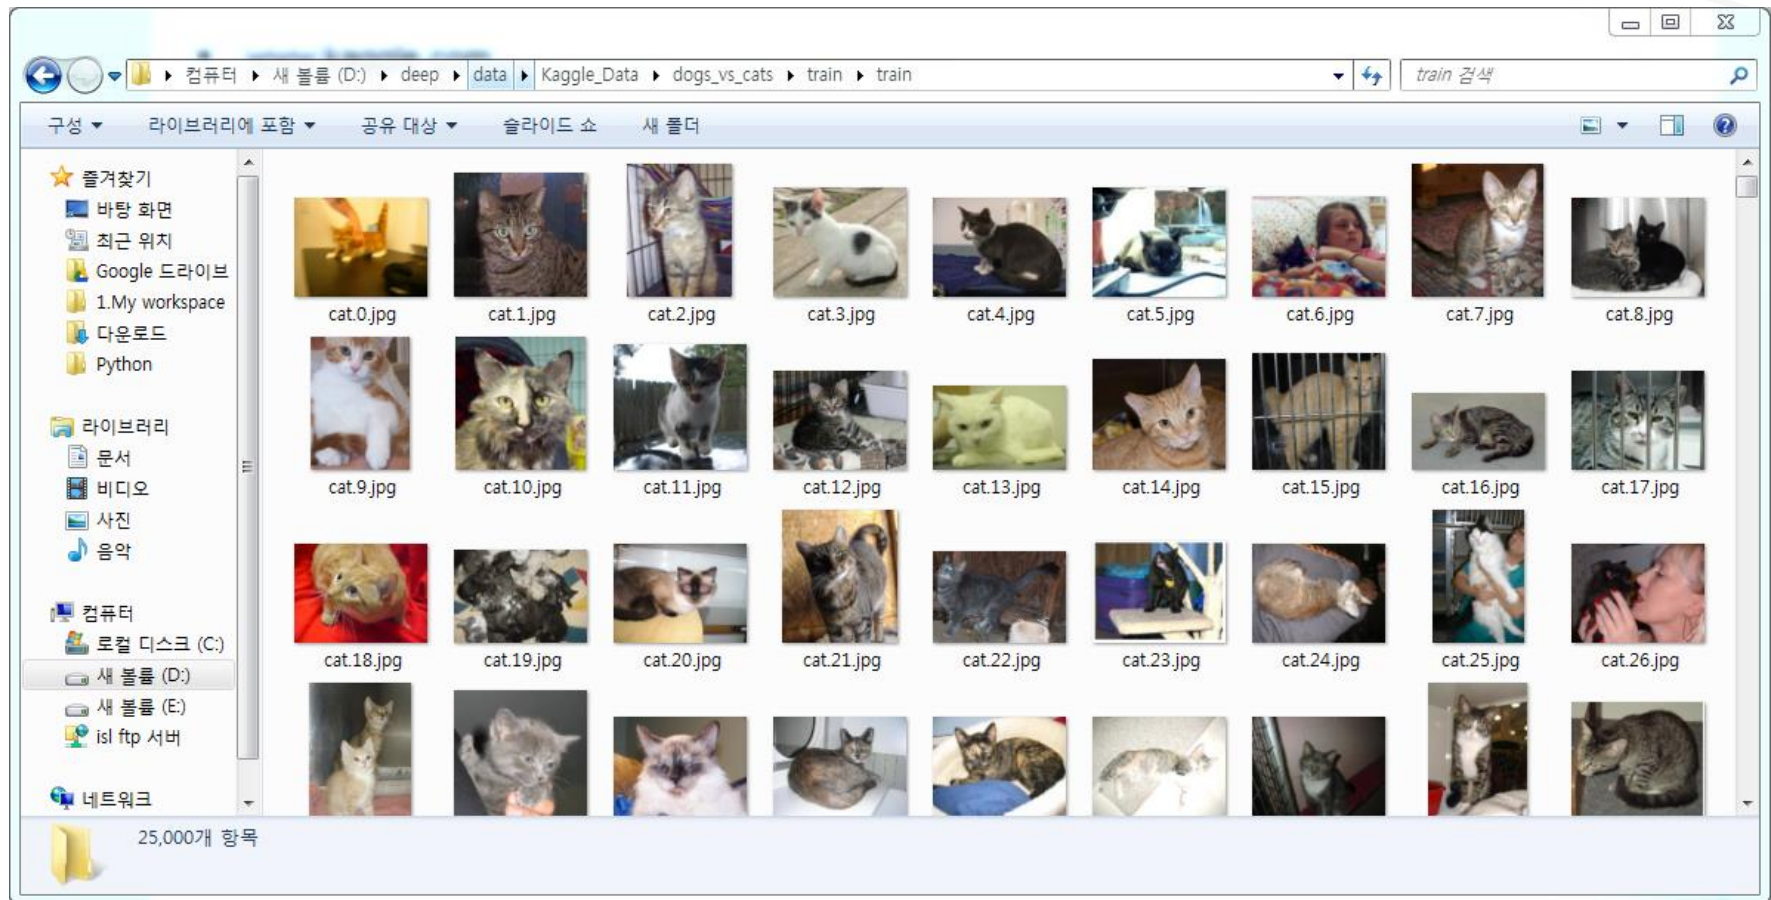 컴퓨터 새 볼륨 (D:) deep data Kaggle_Data dogs_vs_cats train train
train 검색
구성 라이브러리에 포함 공유 대상 슬라이드 쇼 새 폴더
즐겨찾기
바탕 화면
최근 위치
Google 드라이브
1.My workspace
다운로드
Python
라이브러리
문서
비디오
사진
음악
컴퓨터
로컬 디스크 (C:)
새 볼륨 (D:)
새 볼륨 (E:)
isl ftp 서버
네트워크
cat.0.jpg cat.1.jpg cat.2.jpg cat.3.jpg cat.4.jpg cat.5.jpg cat.6.jpg cat.7.jpg cat.8.jpg
cat.9.jpg cat.10.jpg cat.11.jpg cat.12.jpg cat.13.jpg cat.14.jpg cat.15.jpg cat.16.jpg cat.17.jpg
cat.18.jpg cat.19.jpg cat.20.jpg cat.21.jpg cat.22.jpg cat.23.jpg cat.24.jpg cat.25.jpg cat.26.jpg
25,000개 항목